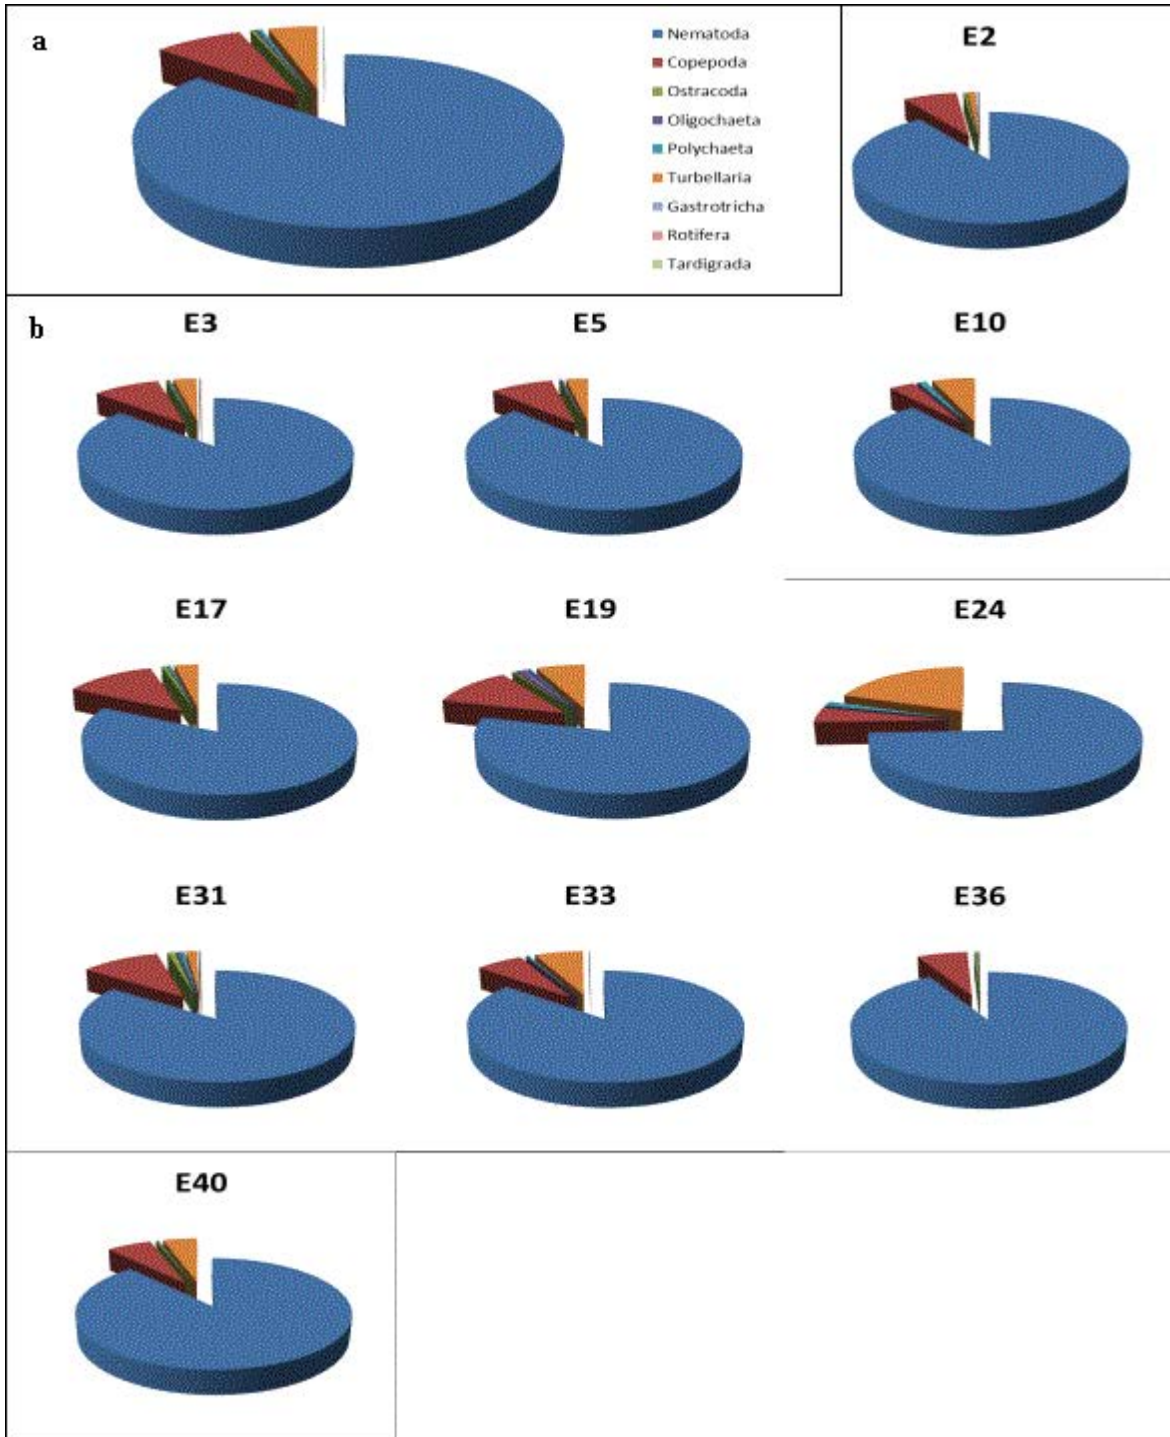 a
Nematoda
Copepoda
Ostracoda
Oligochaeta
Polychaeta
Turbellaria
Gastrotricha
Rotifera
Tardigrada
E2
b
E3
E5
E10
E17
E19
E24
E31
E33
E36
E40